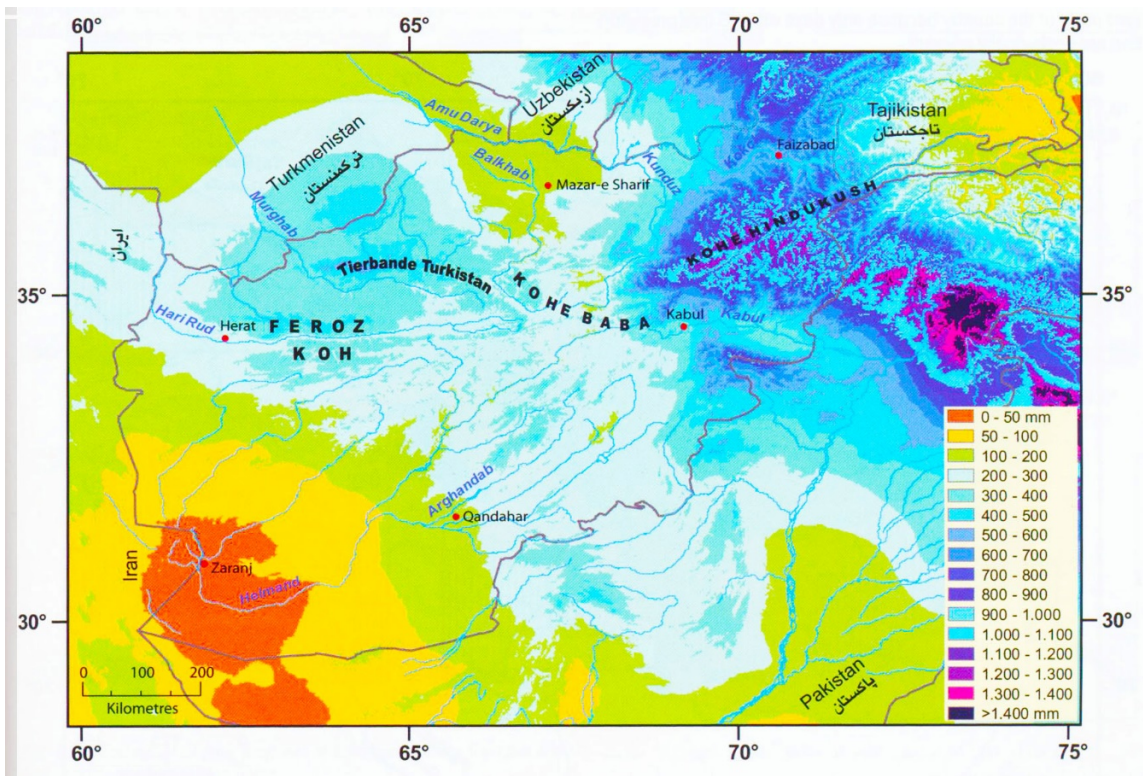 60°
65°
70°
75°
Uzbekistan
ازبکستان
Amu Darya
Tajikistan
تاجکستان
Turkmenistan
ترکمنستان
Balkhab
Kunduz
Faizabad
Mazar-e Sharif
Murghab
ایران
KOHE HINDUKUSH
Tierbande Turkistan
35°
KOHE BABA
35°
Hari Rud
Herat
FEROZ
KOH
Kabul
Kabul
0 - 50 mm
50 - 100
100 - 200
200 - 300
300 - 400
400 - 500
500 - 600
600 - 700
700 - 800
800 - 900
900 - 1.000
1.000 - 1.100
1.100 - 1.200
1.200 - 1.300
1.300 - 1.400
>1.400 mm
Arghandab
Qandahar
Iran
Zaranj
Helmand
30°
30°
0 100 200
Kilometres
Pakistan
پاکستان
60°
65°
70°
75°